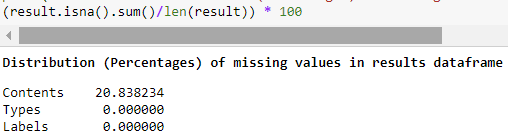 (result.isna().sum()/len(result)) * 100
Distribution (Percentages) of missing values in results dataframe
Contents 20.838234
Types 0.000000
Labels 0.000000